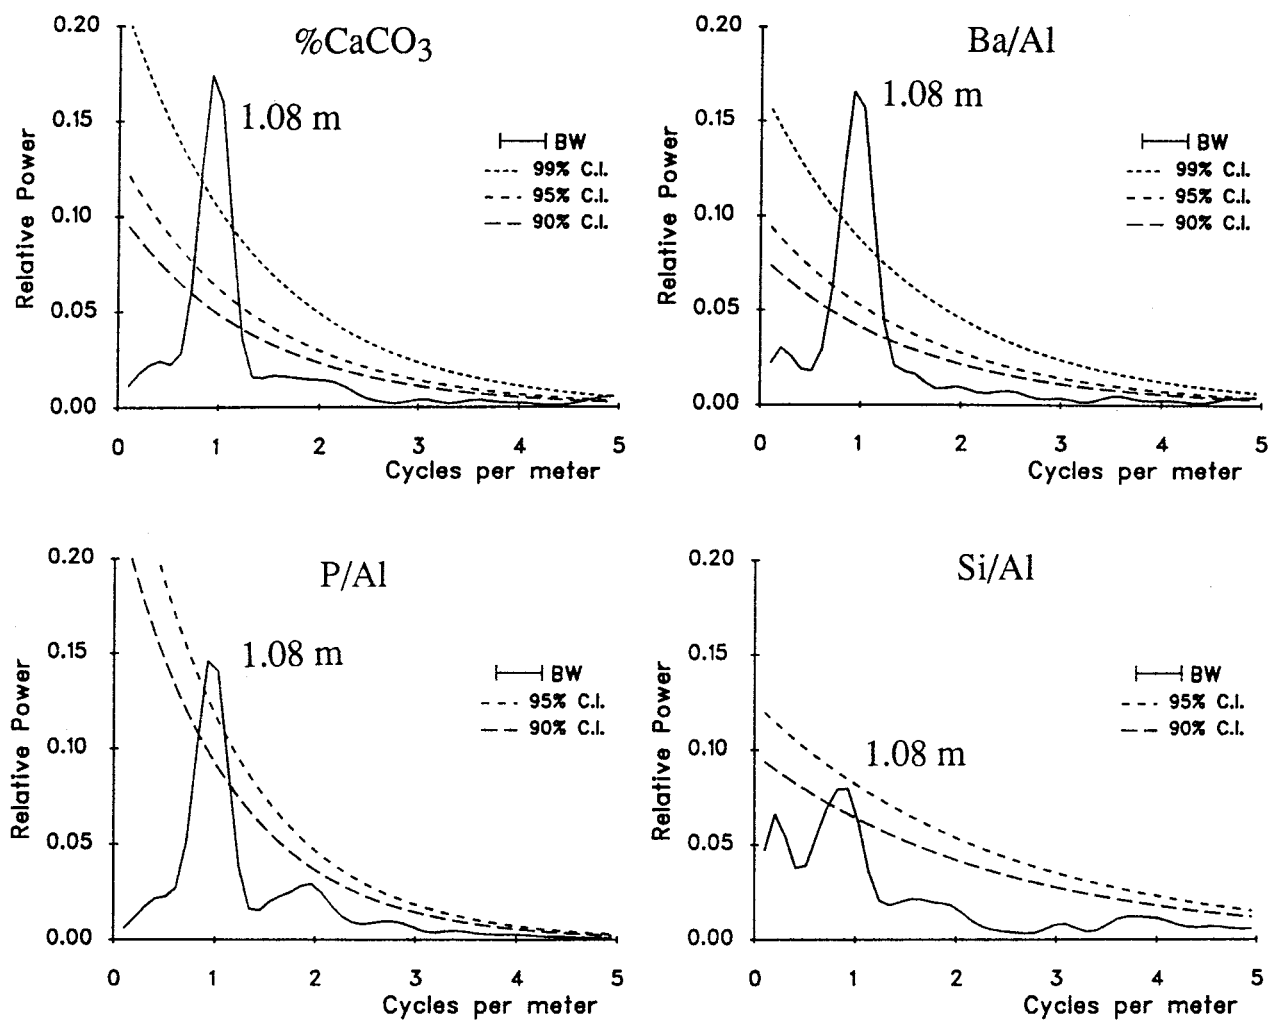 %CaCO3
0.20
0.15
0.10
0.05
0.00
Relative Power
1.08 m
BW
99% C.I.
95% C.I.
90% C.I.
0 1 2 3 4 5
Cycles per meter
Ba/Al
0.20
0.15
0.10
0.05
0.00
Relative Power
1.08 m
BW
99% C.I.
95% C.I.
90% C.I.
0 1 2 3 4 5
Cycles per meter
P/Al
0.20
0.15
0.10
0.05
0.00
Relative Power
1.08 m
BW
95% C.I.
90% C.I.
0 1 2 3 4 5
Cycles per meter
Si/Al
0.20
0.15
0.10
0.05
0.00
Relative Power
1.08 m
BW
95% C.I.
90% C.I.
0 1 2 3 4 5
Cycles per meter